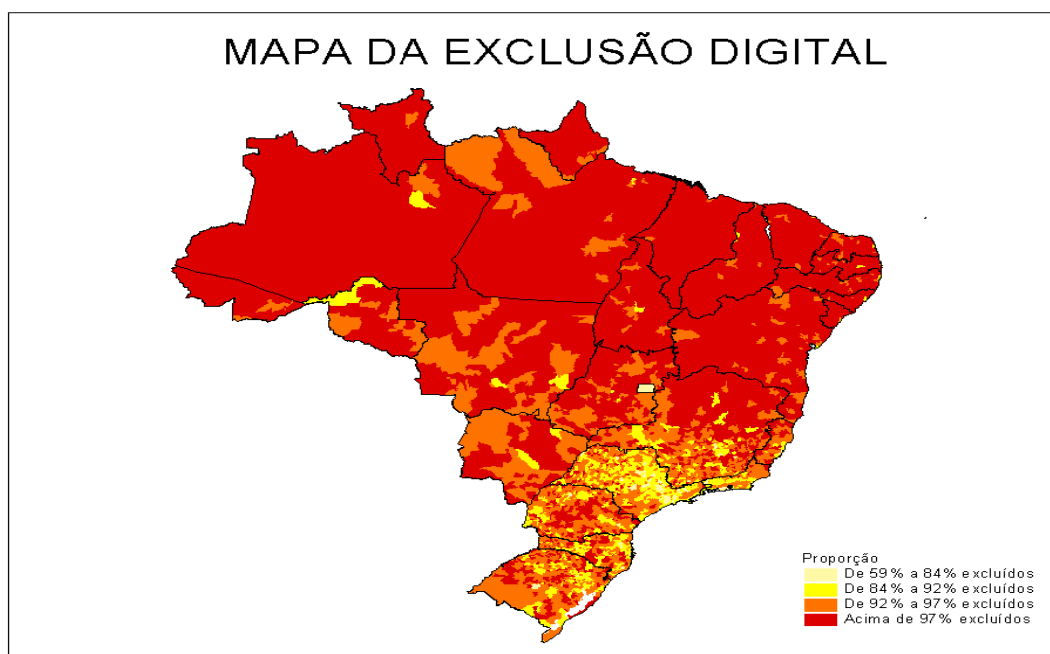 MAPA DA EXCLUSÃO DIGITAL
Proporção
De 59% a 84% excluídos
De 84% a 92% excluídos
De 92% a 97% excluídos
Acima de 97% excluídos